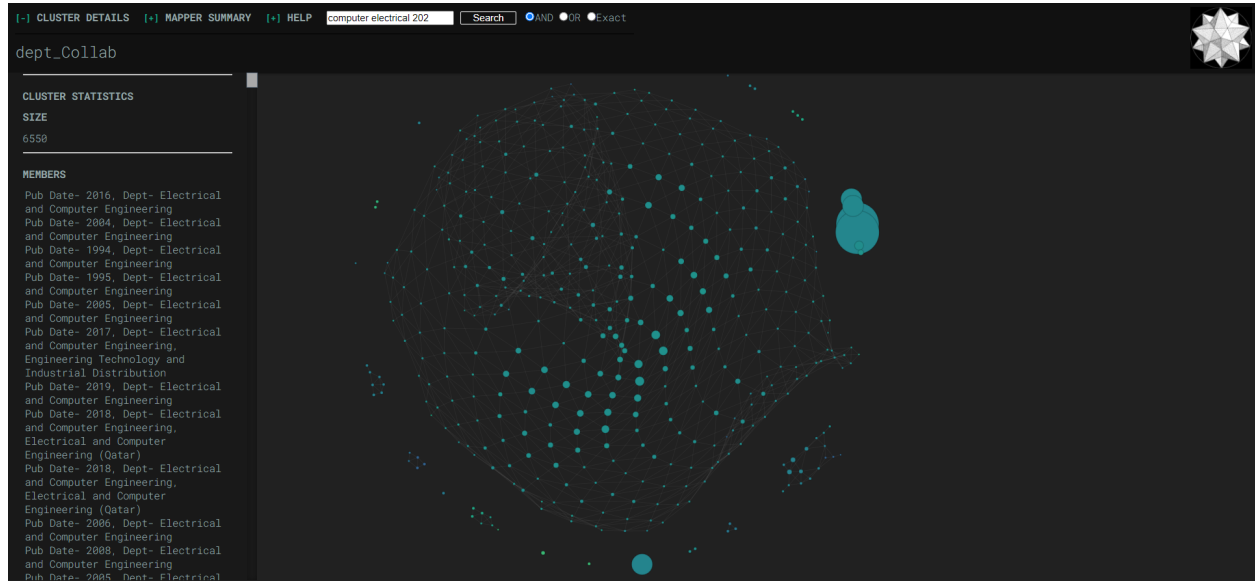 [-] CLUSTER DETAILS [+] MAPPER SUMMARY [+] HELP computer electrical 202 Search AND OR Exact
dept_Collab
CLUSTER STATISTICS
SIZE
6550
MEMBERS
Pub Date- 2016, Dept- Electrical
and Computer Engineering
Pub Date- 2004, Dept- Electrical
and Computer Engineering
Pub Date- 1994, Dept- Electrical
and Computer Engineering
Pub Date- 1995, Dept- Electrical
and Computer Engineering
Pub Date- 2005, Dept- Electrical
and Computer Engineering
Pub Date- 2017, Dept- Electrical
and Computer Engineering,
Engineering Technology and
Industrial Distribution
Pub Date- 2019, Dept- Electrical
and Computer Engineering
Pub Date- 2018, Dept- Electrical
and Computer Engineering,
Electrical and Computer
Engineering (Qatar)
Pub Date- 2018, Dept- Electrical
and Computer Engineering,
Electrical and Computer
Engineering (Qatar)
Pub Date- 2006, Dept- Electrical
and Computer Engineering
Pub Date- 2008, Dept- Electrical
and Computer Engineering
Pub Date- 2005, Dept- Electrical